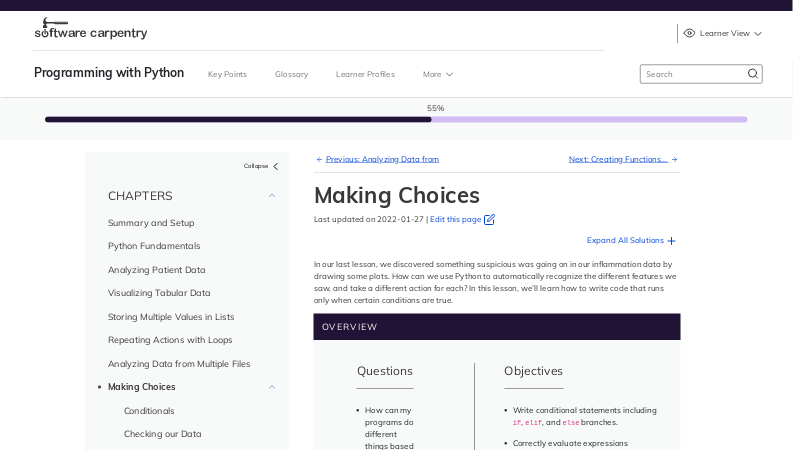 software carpentry
Learner View
Programming with Python
Key Points
Glossary
Learner Profiles
More
Search
55%
Collapse
CHAPTERS
Summary and Setup
Python Fundamentals
Analyzing Patient Data
Visualizing Tabular Data
Storing Multiple Values in Lists
Repeating Actions with Loops
Analyzing Data from Multiple Files
Making Choices
Conditionals
Checking our Data
Previous: Analyzing Data from
Next: Creating Functions...
Making Choices
Last updated on 2022-01-27 | Edit this page
Expand All Solutions
In our last lesson, we discovered something suspicious was going on in our inflammation data by
drawing some plots. How can we use Python to automatically recognize the different features we
saw, and take a different action for each? In this lesson, we'll learn how to write code that runs
only when certain conditions are true.
OVERVIEW
Questions
How can my
programs do
different
things based
Objectives
Write conditional statements including
if, elif, and else branches.
Correctly evaluate expressions